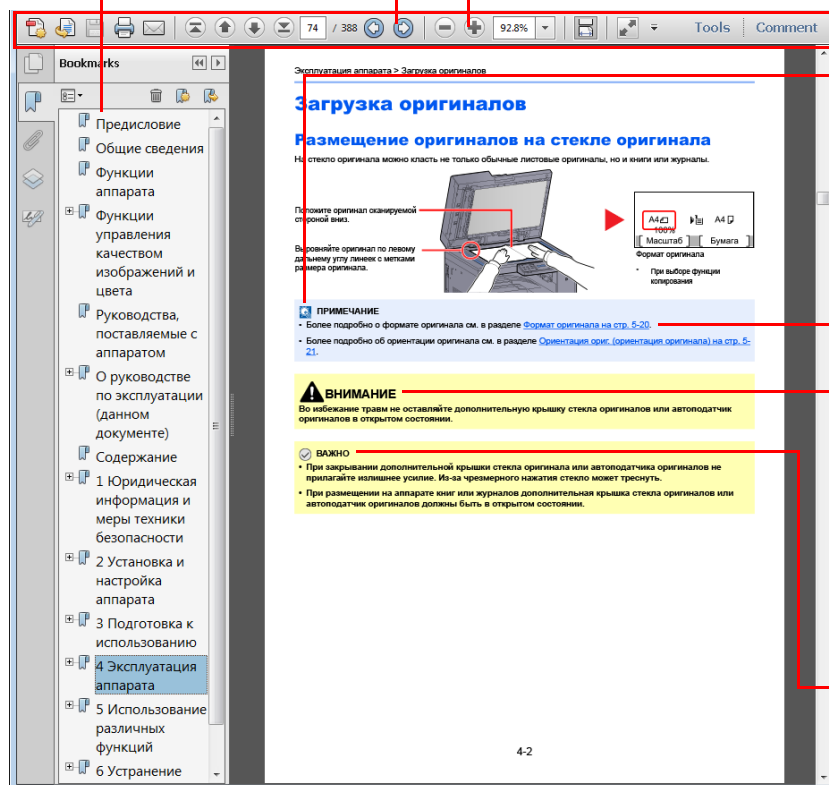 74 / 388 92.8% Tools Comment
Bookmarks
Предисловие
Общие сведения
Функции
аппарата
Функции
управления
качеством
изображений и
цвета
Руководства,
поставляемые с
аппаратом
О руководстве
по эксплуатации
(данном
документе)
Содержание
1 Юридическая
информация и
меры техники
безопасности
2 Установка и
настройка
аппарата
3 Подготовка к
использованию
4 Эксплуатация
аппарата
5 Использование
различных
функций
6 Устранение
Эксплуатация аппарата > Загрузка оригиналов
Загрузка оригиналов
Размещение оригиналов на стекле оригинала
На стекло оригинала можно класть не только обычные листовые оригиналы, но и книги или журналы.
Положите оригинал сканируемой
стороной вниз.
Выровняйте оригинал по левому
дальнему углу линеек с метками
размера оригинала.
A4 A4
100%
Масштаб Бумага
Формат оригинала
* При выборе функции
копирования
ПРИМЕЧАНИЕ
• Более подробно о формате оригинала см. в разделе Формат оригинала на стр. 5-20.
• Более подробно об ориентации оригинала см. в разделе Ориентация ориг. (ориентация оригинала) на стр. 5-
21.
ВНИМАНИЕ
Во избежание травм не оставляйте дополнительную крышку стекла оригиналов или автоподатчик
оригиналов в открытом состоянии.
ВАЖНО
• При закрывании дополнительной крышки стекла оригинала или автоподатчика оригиналов не
прилагайте излишнее усилие. Из-за чрезмерного нажатия стекло может треснуть.
• При размещении на аппарате книг или журналов дополнительная крышка стекла оригиналов или
автоподатчик оригиналов должны быть в открытом состоянии.
4-2